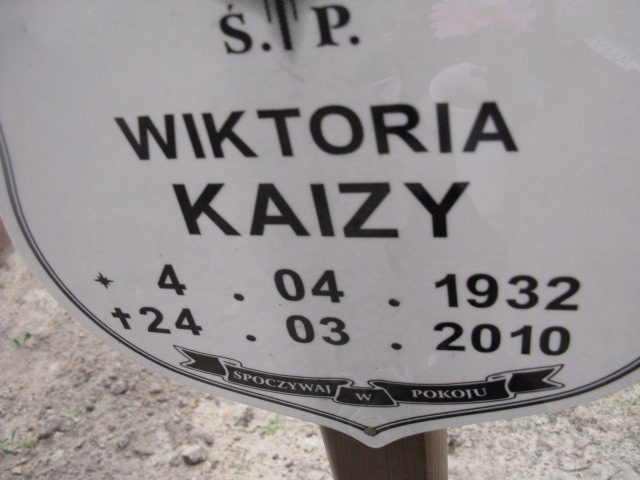 Ś. P.
WIKTORIA
KAIZY
* 4 . 04 . 1932
✝ 24 . 03 . 2010
SPOCZYWAJ W POKOJU